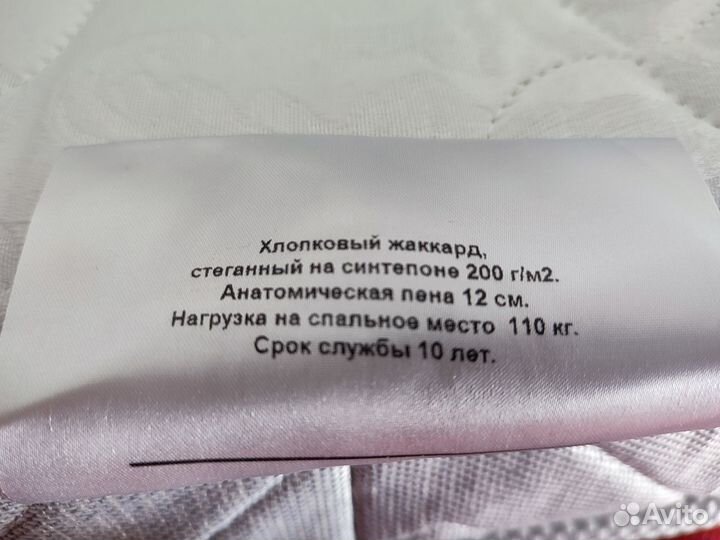 Хлопковый жаккард,
стеганный на синтепоне 200 г/м2.
Анатомическая пена 12 см.
Нагрузка на спальное место 110 кг.
Срок службы 10 лет.
Avito